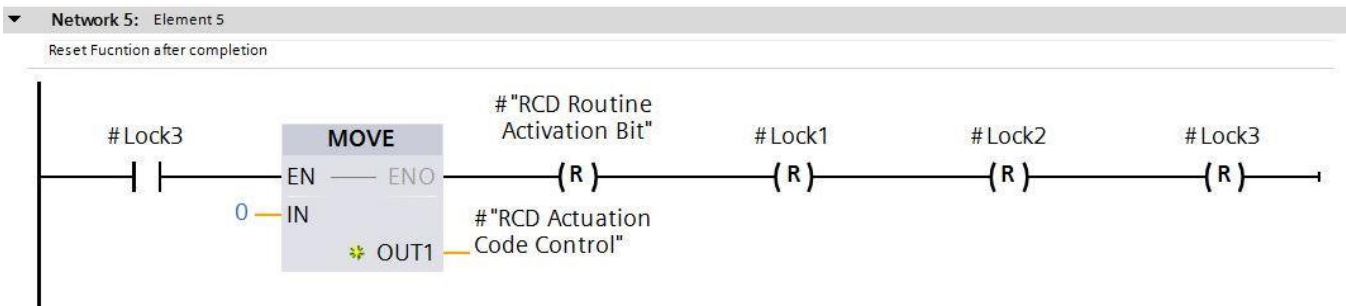 Network 5: Element 5
Reset Fucntion after completion
#"RCD Routine
Activation Bit"
#Lock3
MOVE
#Lock1
#Lock2
#Lock3
EN
ENO
R
R
R
R
0
IN
#"RCD Actuation
Code Control"
OUT1